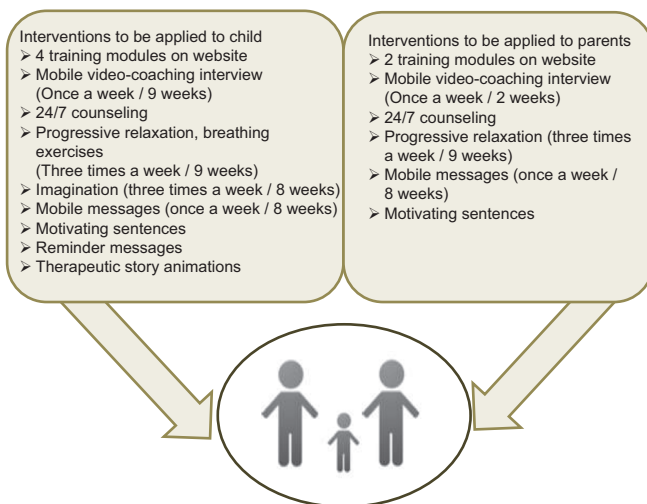 Interventions to be applied to child
➢ 4 training modules on website
➢ Mobile video-coaching interview
(Once a week / 9 weeks)
➢ 24/7 counseling
➢ Progressive relaxation, breathing
exercises
(Three times a week / 9 weeks)
➢ Imagination (three times a week / 8 weeks)
➢ Mobile messages (once a week / 8 weeks)
➢ Motivating sentences
➢ Reminder messages
➢ Therapeutic story animations
Interventions to be applied to parents
➢ 2 training modules on website
➢ Mobile video-coaching interview
(Once a week / 2 weeks)
➢ 24/7 counseling
➢ Progressive relaxation (three times
a week / 9 weeks)
➢ Mobile messages (once a week /
8 weeks)
➢ Motivating sentences